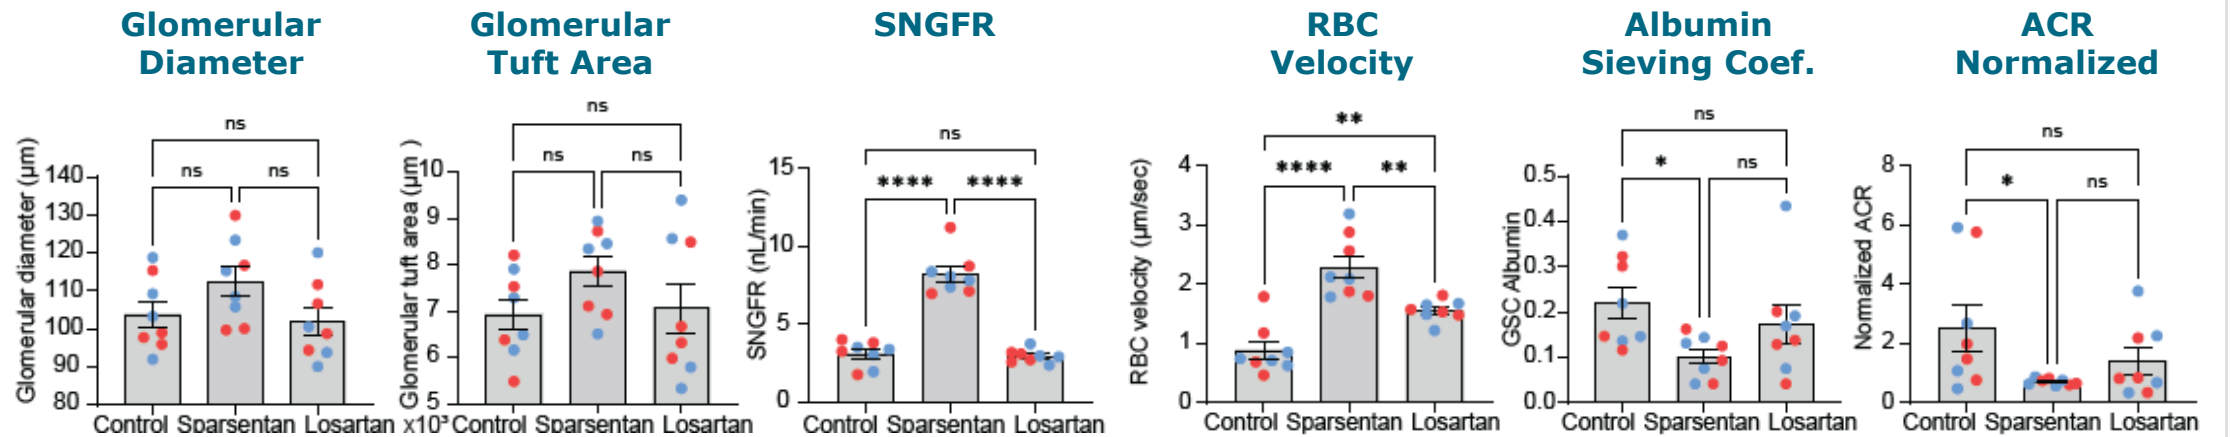 Glomerular
Diameter
ns
ns
ns
Glomerular diameter (µm)
140
130
120
110
100
90
80
Control Sparsentan Losartan
Glomerular
Tuft Area
ns
ns
ns
Glomerular tuft area (µm )
10
9
8
7
6
5
x10³
Control Sparsentan Losartan
SNGFR
ns
**** ****
SNGFR (nL/min)
15
10
5
0
Control Sparsentan Losartan
RBC
Velocity
**
**** **
RBC velocity (µm/sec)
4
3
2
1
0
Control Sparsentan Losartan
Albumin
Sieving Coef.
ns
* ns
GSC Albumin
0.5
0.4
0.3
0.2
0.1
0.0
Control Sparsentan Losartan
ACR
Normalized
ns
* ns
Normalized ACR
8
6
4
2
0
Control Sparsentan Losartan